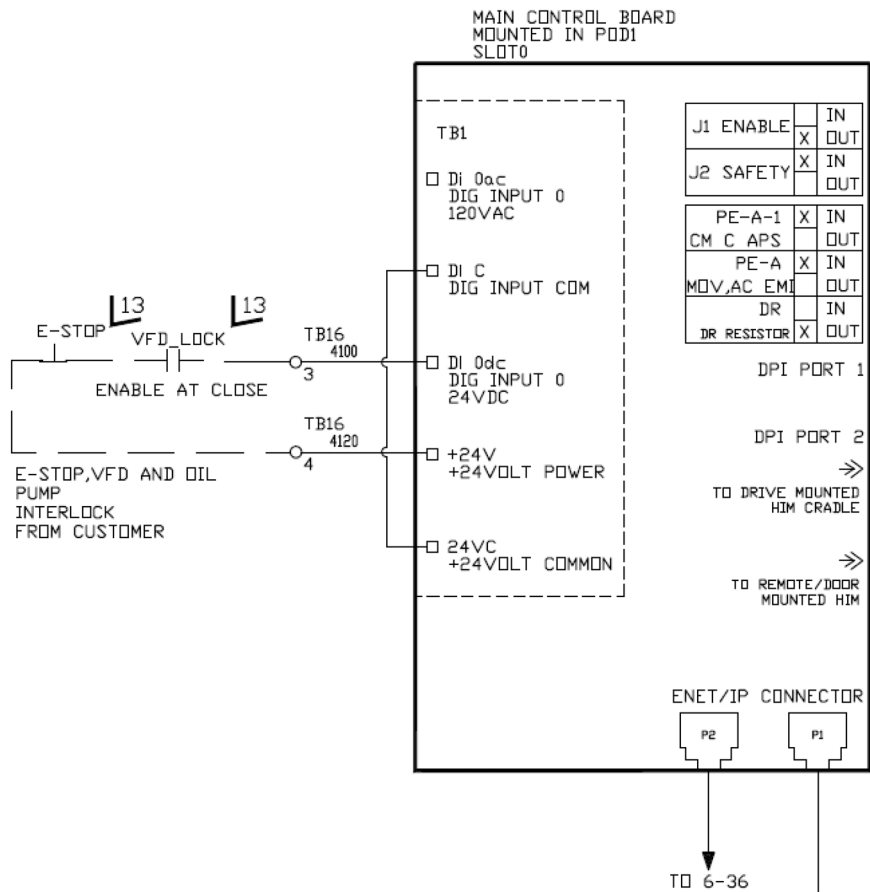 MAIN CONTROL BOARD
MOUNTED IN POD1
SLOT0
TB1
Di 0ac
DIG INPUT 0
120VAC
DI C
DIG INPUT COM
DI 0dc
DIG INPUT 0
24VDC
+24V
+24VOLT POWER
24VC
+24VOLT COMMON
J1 ENABLE
IN
X OUT
J2 SAFETY
X IN
OUT
PE-A-1 X IN
CM C APS OUT
PE-A X IN
MOV,AC EMI OUT
DR IN
DR RESISTOR X OUT
DPI PORT 1
DPI PORT 2
TO DRIVE MOUNTED
HIM CRADLE
TO REMOTE/DOOR
MOUNTED HIM
ENET/IP CONNECTOR
P2
P1
TO 6-36
13
13
E-STOP
VFD_LOCK
ENABLE AT CLOSE
TB16
4100
3
TB16
4120
4
E-STOP,VFD AND OIL
PUMP
INTERLOCK
FROM CUSTOMER